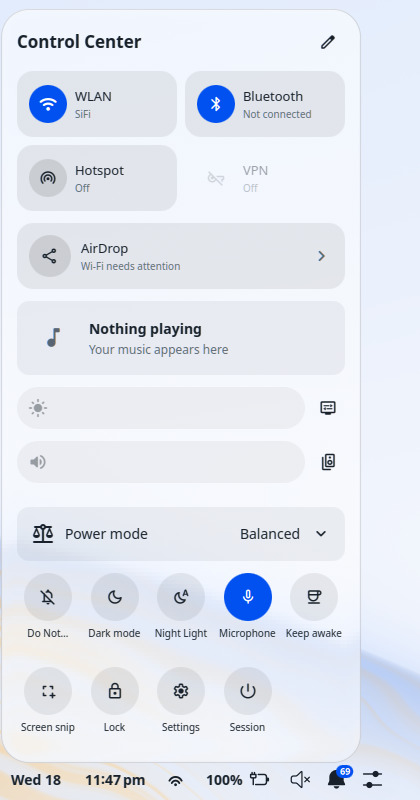 Control Center
WLAN
SiFi
Bluetooth
Not connected
Hotspot
Off
VPN
Off
AirDrop
Wi-Fi needs attention
Nothing playing
Your music appears here
Power mode
Balanced
Do Not...
Dark mode
Night Light
Microphone
Keep awake
Screen snip
Lock
Settings
Session
Wed 18 11:47 pm 100% 69